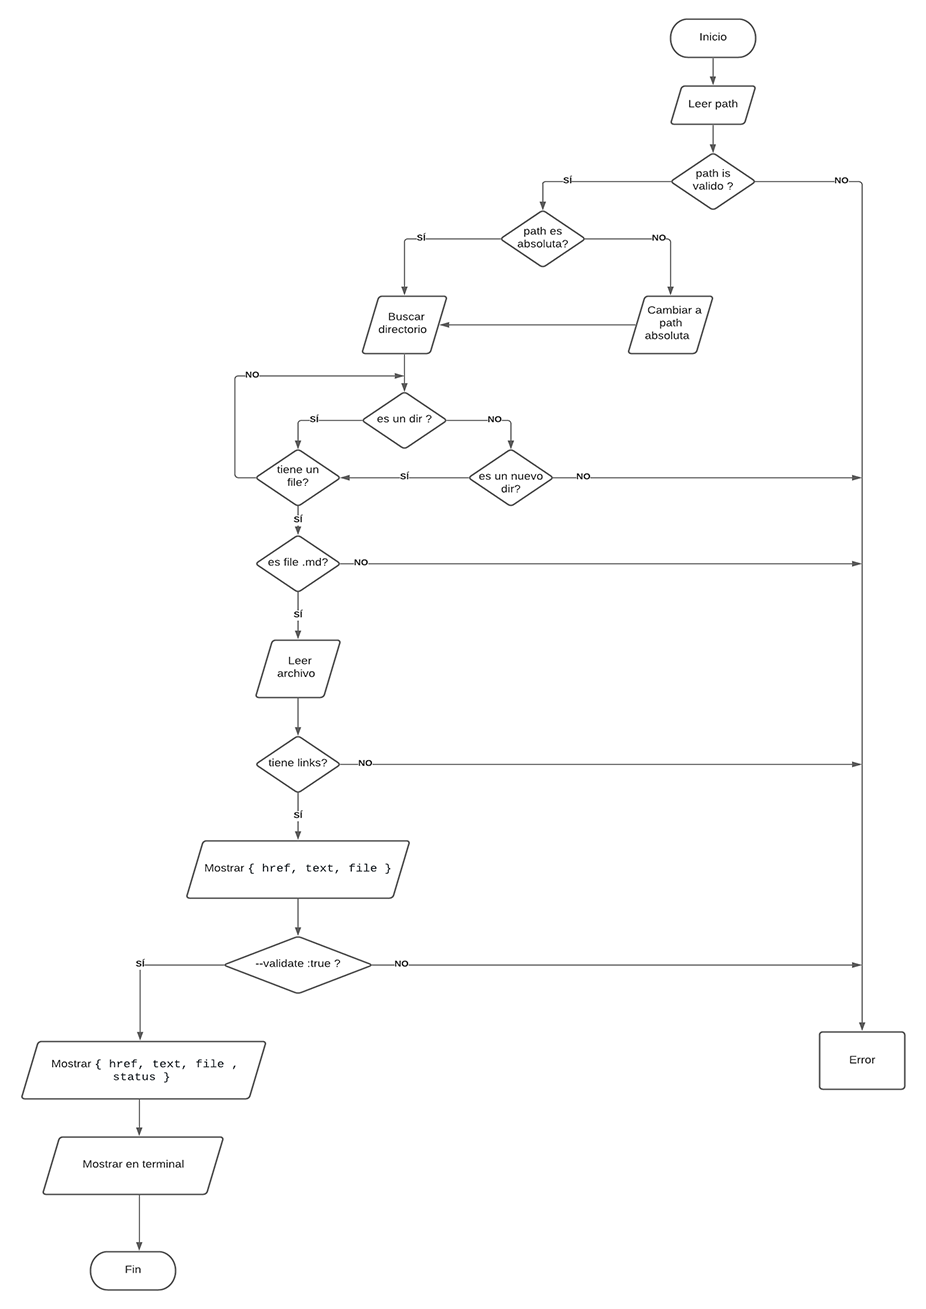 Inicio
Leer path
path is
valido ?
SÍ
NO
path es
absoluta?
SÍ
NO
Buscar
directorio
Cambiar a
path
absoluta
NO
es un dir ?
SÍ
NO
tiene un
file?
SÍ
es un nuevo
dir?
NO
SÍ
es file .md?
NO
SÍ
Leer
archivo
tiene links?
NO
SÍ
Mostrar { href, text, file }
--validate :true ?
SÍ
NO
Mostrar { href, text, file ,
status }
Error
Mostrar en terminal
Fin